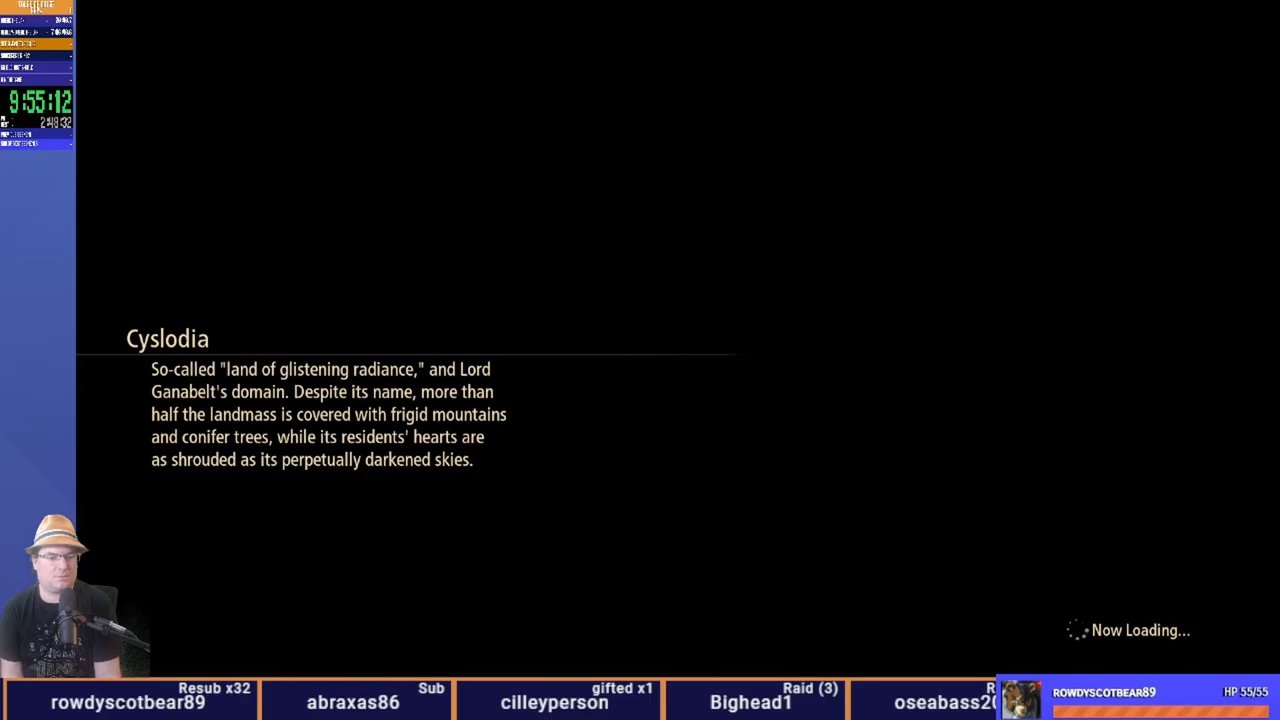 9:55:12
2:48:32
Cyslodia
So-called "land of glistening radiance," and Lord
Ganabelt's domain. Despite its name, more than
half the landmass is covered with frigid mountains
and conifer trees, while its residents' hearts are
as shrouded as its perpetually darkened skies.
Now Loading...
Resub x32
rowdyscotbear89
Sub
abraxas86
gifted x1
cilleyperson
Raid (3)
Bighead1
ROWDYSCOTBEAR89
HP 55/55